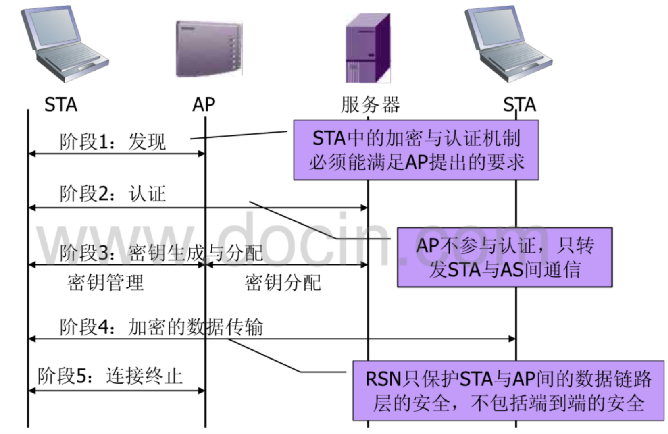 STA
AP
服务器
STA
阶段1：发现
STA中的加密与认证机制
必须能满足AP提出的要求
阶段2：认证
www.docin.com
AP不参与认证，只转
发STA与AS间通信
阶段3：密钥生成与分配
密钥管理
密钥分配
阶段4：加密的数据传输
阶段5：连接终止
RSN只保护STA与AP间的数据链路
层的安全，不包括端到端的安全